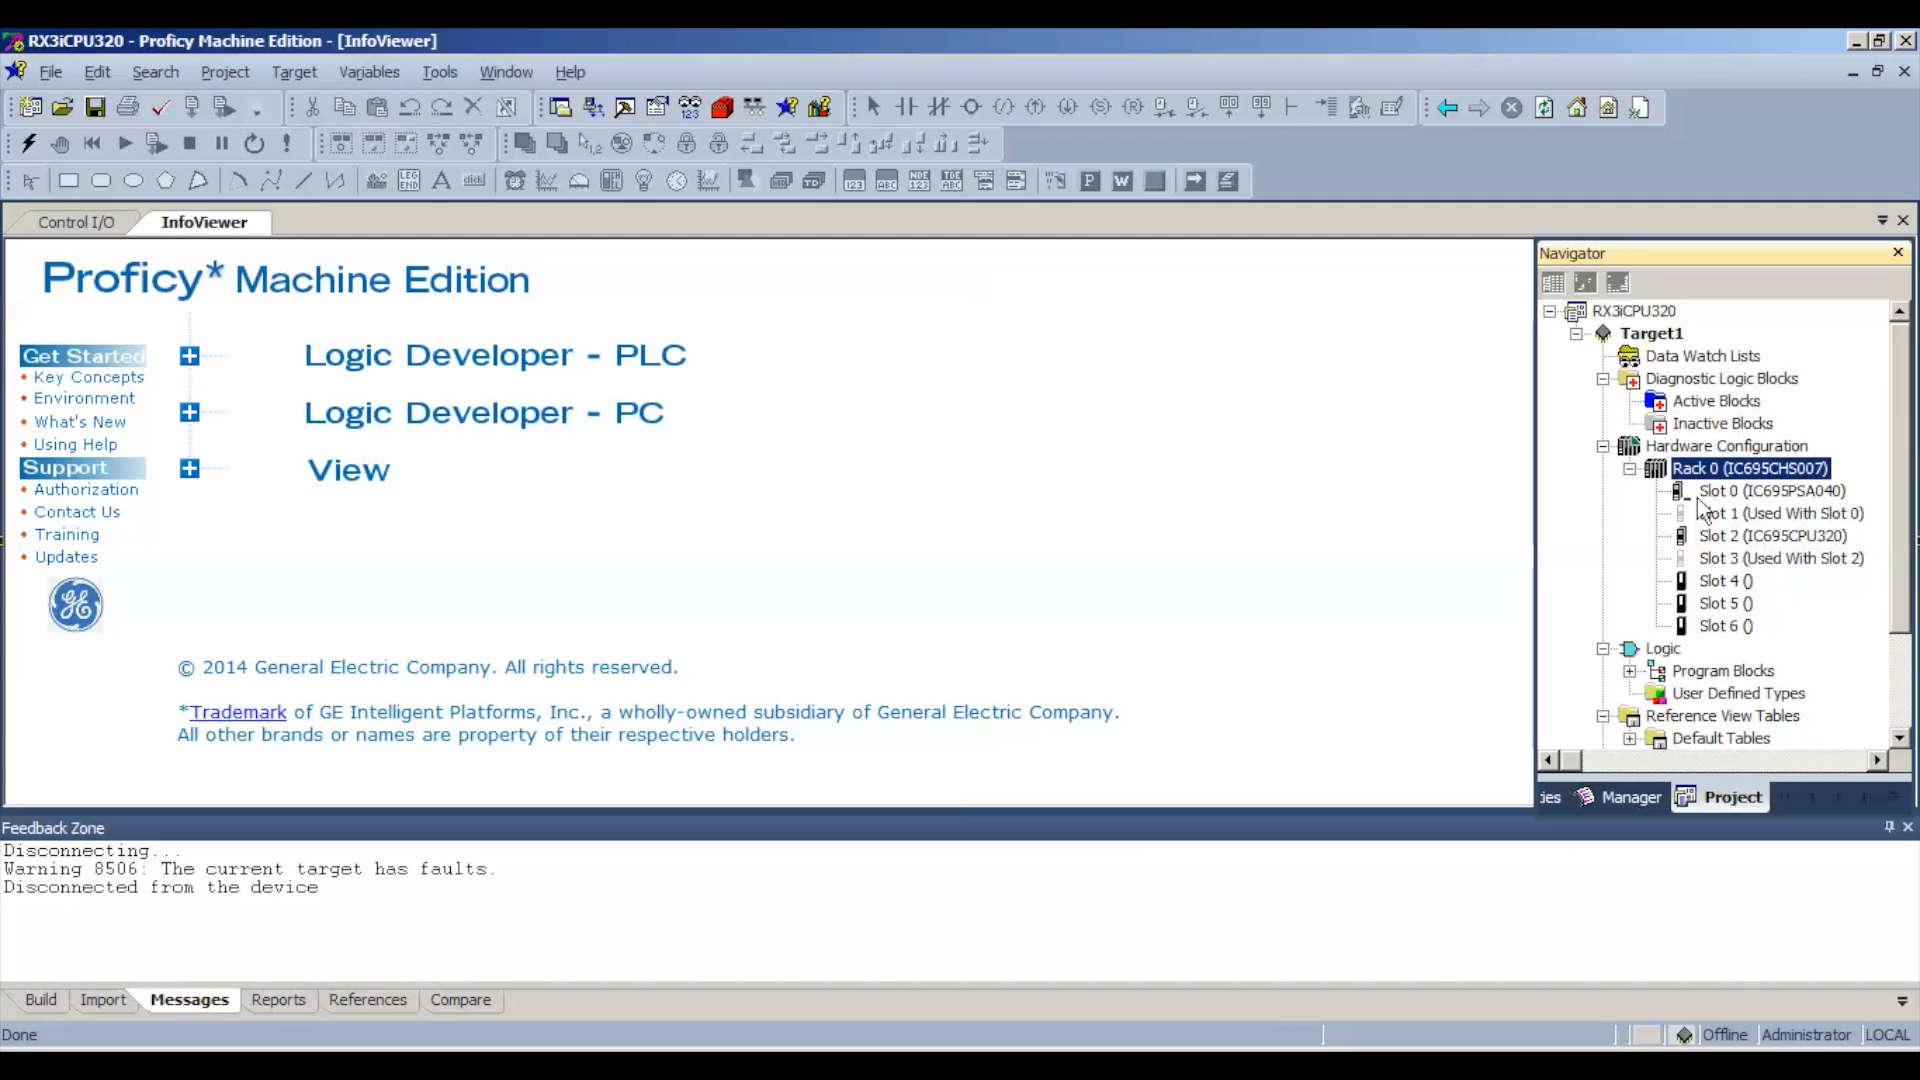 RX3iCPU320 - Proficy Machine Edition - [InfoViewer]
File Edit Search Project Target Variables Tools Window Help
Control I/O InfoViewer
Proficy* Machine Edition
Get Started
• Key Concepts
• Environment
• What's New
• Using Help
Support
• Authorization
• Contact Us
• Training
• Updates
Logic Developer - PLC
Logic Developer - PC
View
© 2014 General Electric Company. All rights reserved.
*Trademark of GE Intelligent Platforms, Inc., a wholly-owned subsidiary of General Electric Company.
All other brands or names are property of their respective holders.
Navigator
RX3iCPU320
Target1
Data Watch Lists
Diagnostic Logic Blocks
Active Blocks
Inactive Blocks
Hardware Configuration
Rack 0 (IC695CHS007)
Slot 0 (IC695PSA040)
Slot 1 (Used With Slot 0)
Slot 2 (IC695CPU320)
Slot 3 (Used With Slot 2)
Slot 4 ()
Slot 5 ()
Slot 6 ()
Logic
Program Blocks
User Defined Types
Reference View Tables
Default Tables
ies Manager Project
Feedback Zone
Disconnecting...
Warning 8506: The current target has faults.
Disconnected from the device
Build Import Messages Reports References Compare
Done
Offline Administrator LOCAL